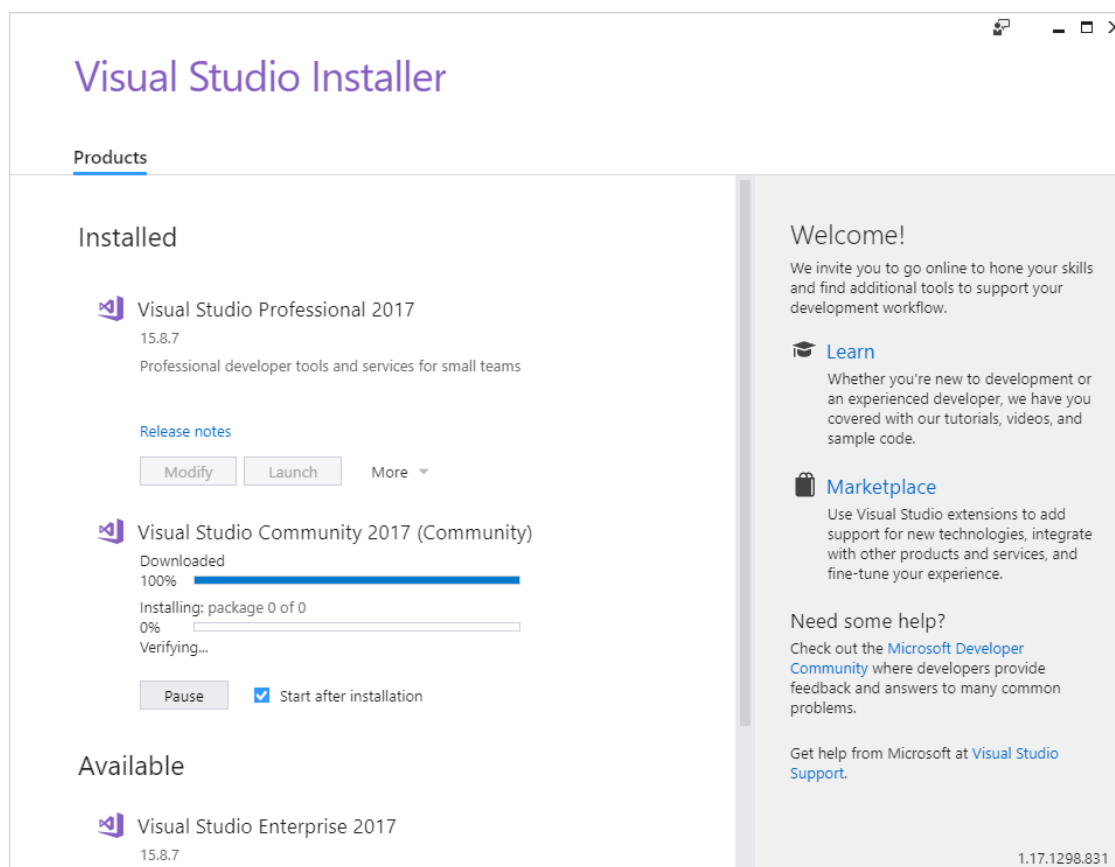 Visual Studio Installer
Products
Installed
Visual Studio Professional 2017
15.8.7
Professional developer tools and services for small teams
Release notes
Modify
Launch
More
Visual Studio Community 2017 (Community)
Downloaded
100%
Installing: package 0 of 0
0%
Verifying...
Pause
Start after installation
Available
Visual Studio Enterprise 2017
15.8.7
Welcome!
We invite you to go online to hone your skills
and find additional tools to support your
development workflow.
Learn
Whether you're new to development or
an experienced developer, we have you
covered with our tutorials, videos, and
sample code.
Marketplace
Use Visual Studio extensions to add
support for new technologies, integrate
with other products and services, and
fine-tune your experience.
Need some help?
Check out the Microsoft Developer
Community where developers provide
feedback and answers to many common
problems.
Get help from Microsoft at Visual Studio
Support.
1.17.1298.831